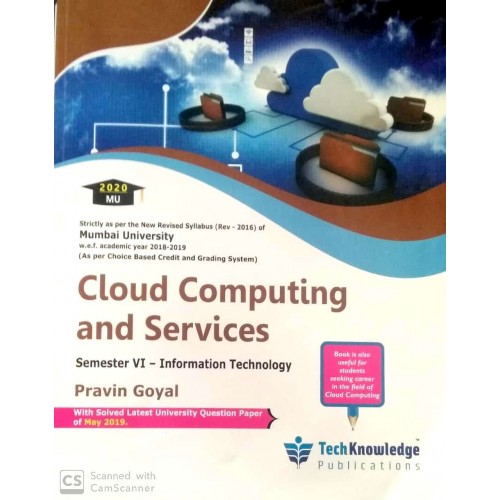 2020
MU
Strictly as per the New Revised Syllabus (Rev - 2016) of
Mumbai University
w.e.f. academic year 2018-2019
(As per Choice Based Credit and Grading System)
Cloud Computing
and Services
Semester VI – Information Technology
Pravin Goyal
With Solved Latest University Question Paper
of May 2019.
Book is also
useful for
students
seeking career
in the field of
Cloud Computing
TechKnowledge™
Publications
CS Scanned with
CamScanner